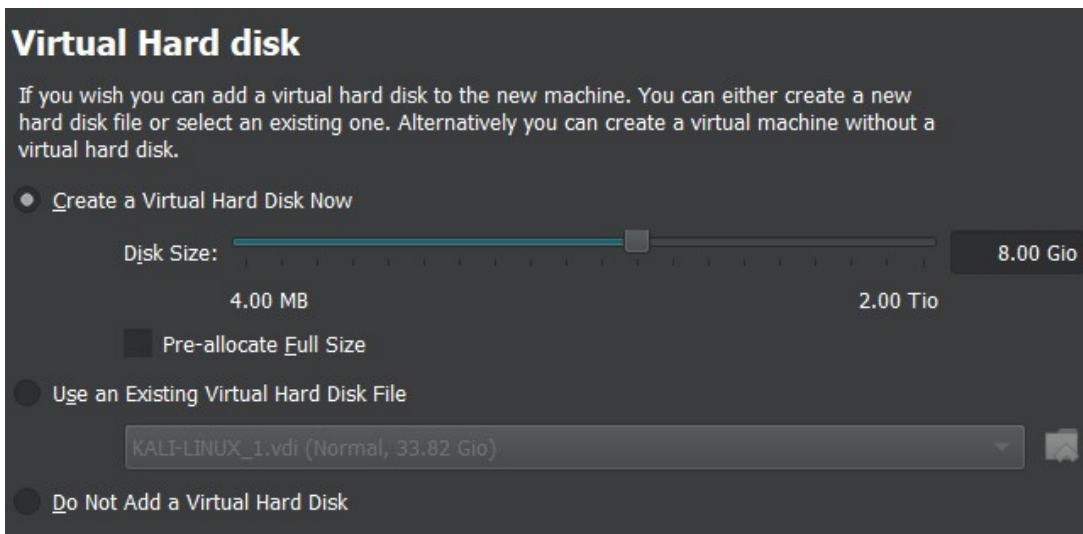 Virtual Hard disk
If you wish you can add a virtual hard disk to the new machine. You can either create a new
hard disk file or select an existing one. Alternatively you can create a virtual machine without a
virtual hard disk.
Create a Virtual Hard Disk Now
Disk Size:
8.00 Gio
4.00 MB
2.00 Tio
Pre-allocate Full Size
Use an Existing Virtual Hard Disk File
KALI-LINUX_1.vdi (Normal, 33.82 Gio)
Do Not Add a Virtual Hard Disk